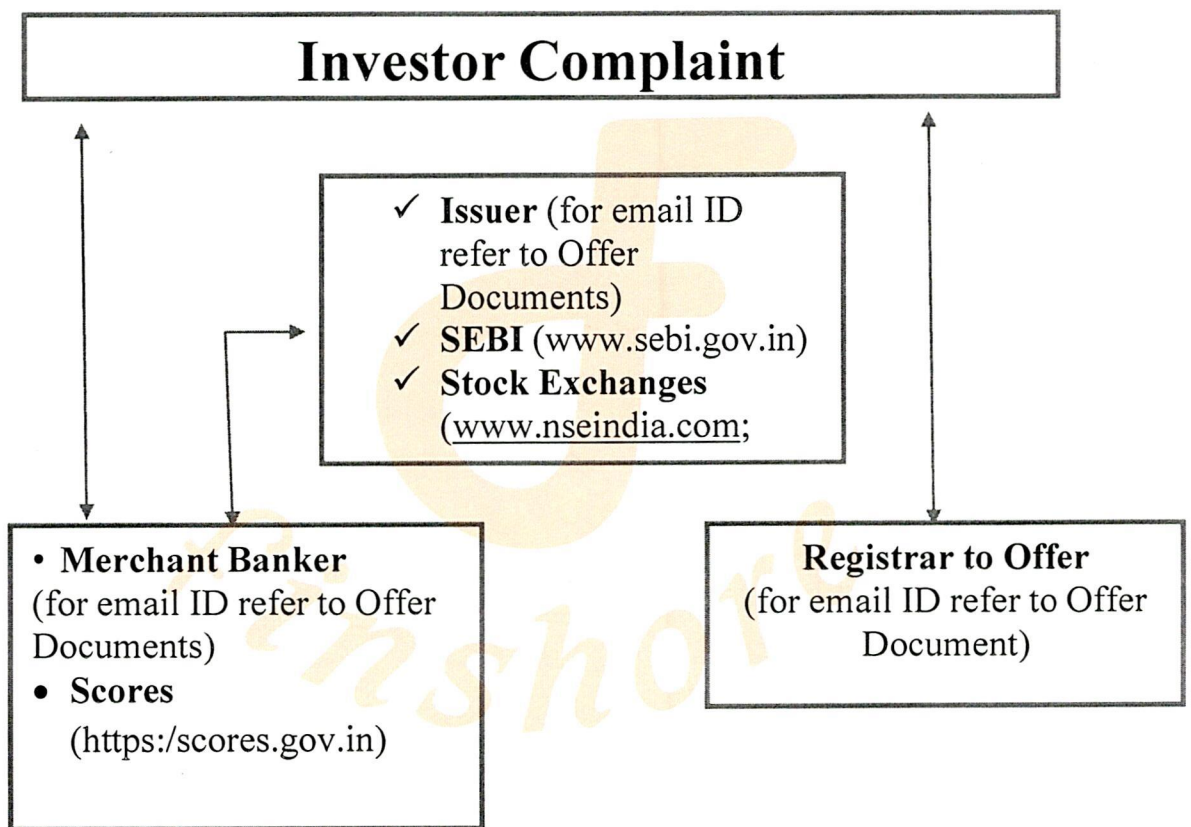 Investor Complaint
✓ Issuer (for email ID
refer to Offer
Documents)
✓ SEBI (www.sebi.gov.in)
✓ Stock Exchanges
(www.nseindia.com;
• Merchant Banker
(for email ID refer to Offer
Documents)
• Scores
(https:/scores.gov.in)
Registrar to Offer
(for email ID refer to Offer
Document)
Finshore